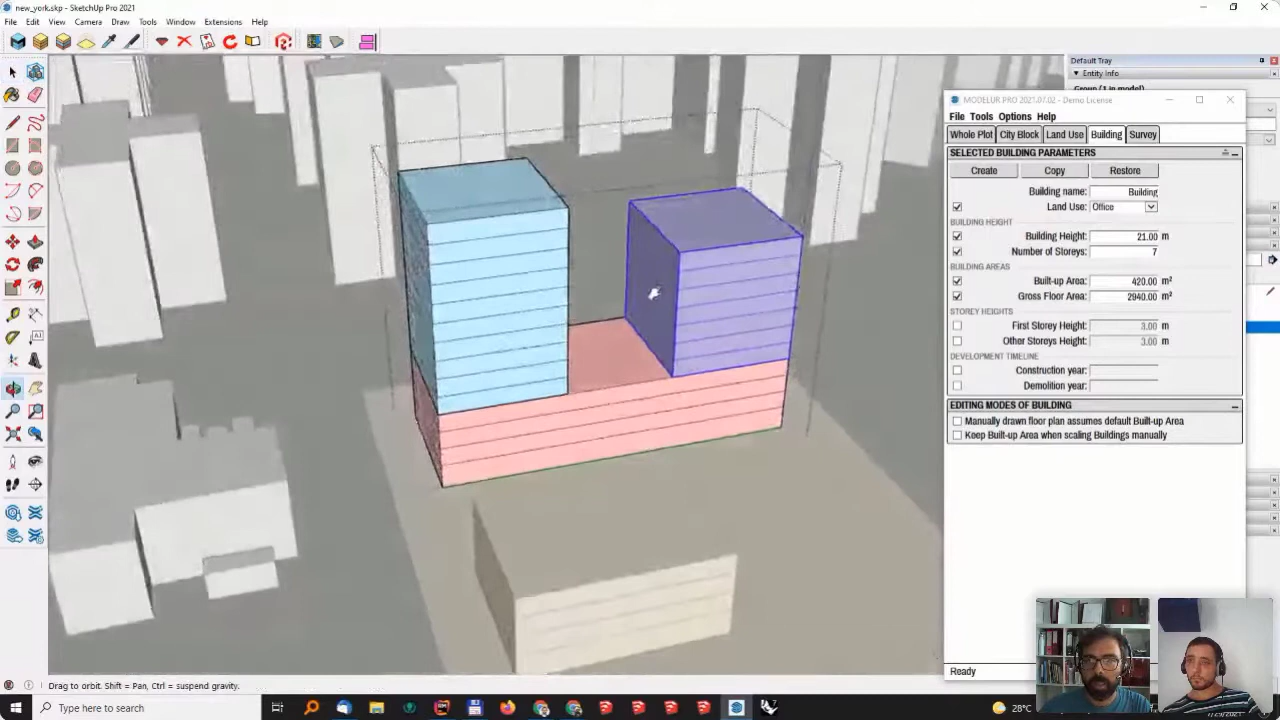 new_york.skp - SketchUp Pro 2021
File Edit View Camera Draw Tools Window Extensions Help
Default Tray
Entity Info
MODELUR PRO 2021.07.02 - Demo License
File Tools Options Help
Whole Plot City Block Land Use Building Survey
SELECTED BUILDING PARAMETERS
Create Copy Restore
Building name: Building
Land Use: Office
BUILDING HEIGHT
Building Height: 21.00 m
Number of Storeys: 7
BUILDING AREAS
Built-up Area: 420.00 m²
Gross Floor Area: 2940.00 m²
STOREY HEIGHTS
First Storey Height: 3.00 m
Other Storeys Height: 3.00 m
DEVELOPMENT TIMELINE
Construction year:
Demolition year:
EDITING MODES OF BUILDING
Manually drawn floor plan assumes default Built-up Area
Keep Built-up Area when scaling Buildings manually
Ready
Drag to orbit. Shift = Pan, Ctrl = suspend gravity.
Type here to search
28°C